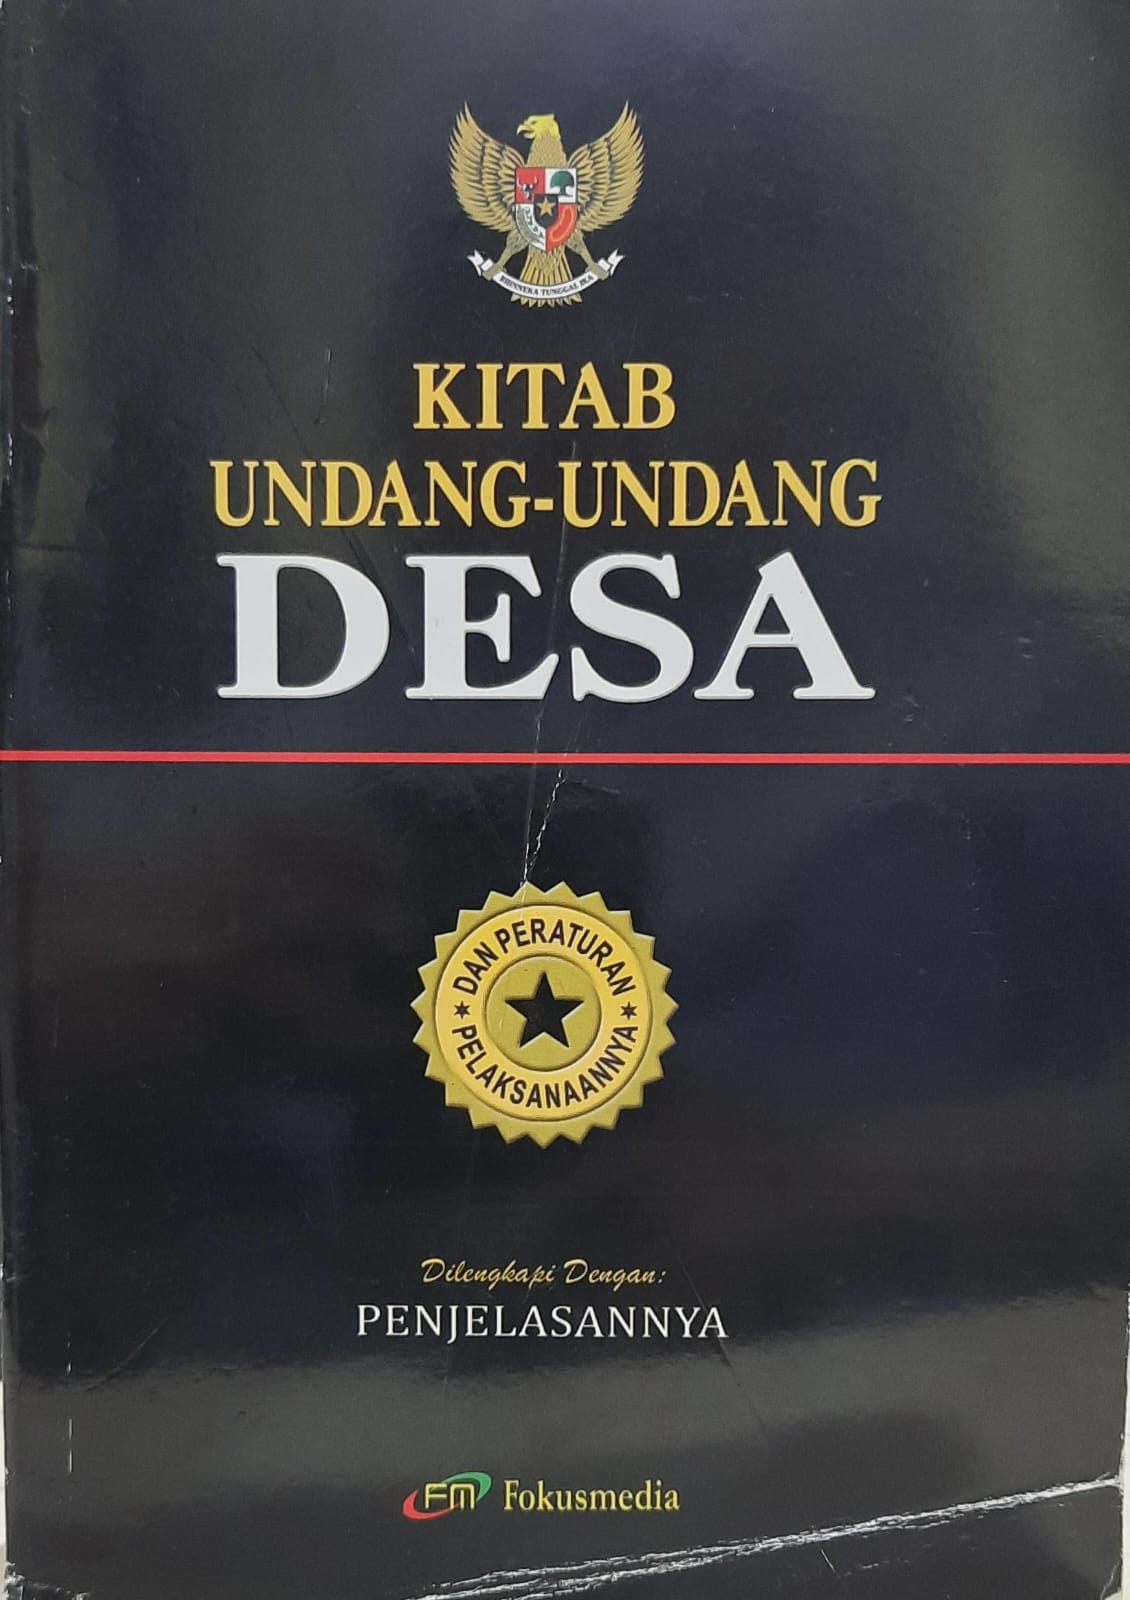 BHINNEKA TUNGGAL IKA
KITAB
UNDANG-UNDANG
DESA
DAN PERATURAN
PELAKSANAANNYA
Dilengkapi Dengan:
PENJELASANNYA
FM Fokusmedia